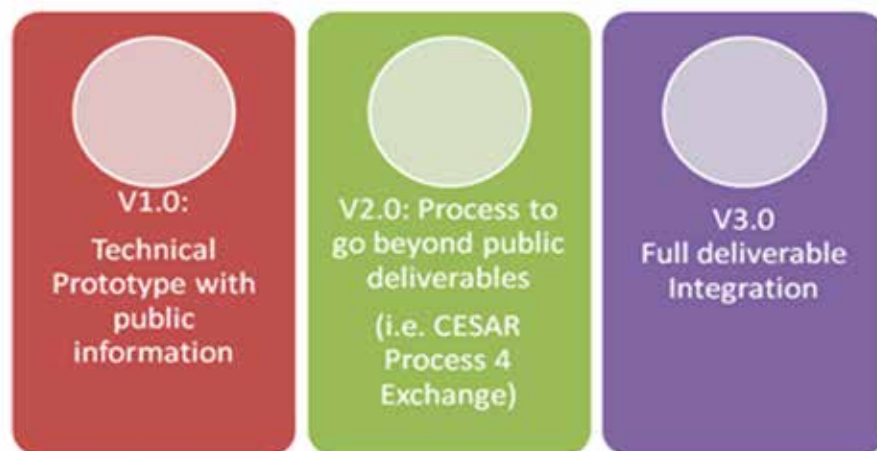 V1.0:
Technical
Prototype with
public
information
V2.0: Process to
go beyond public
deliverables
(i.e. CESAR
Process 4
Exchange)
V3.0
Full deliverable
Integration